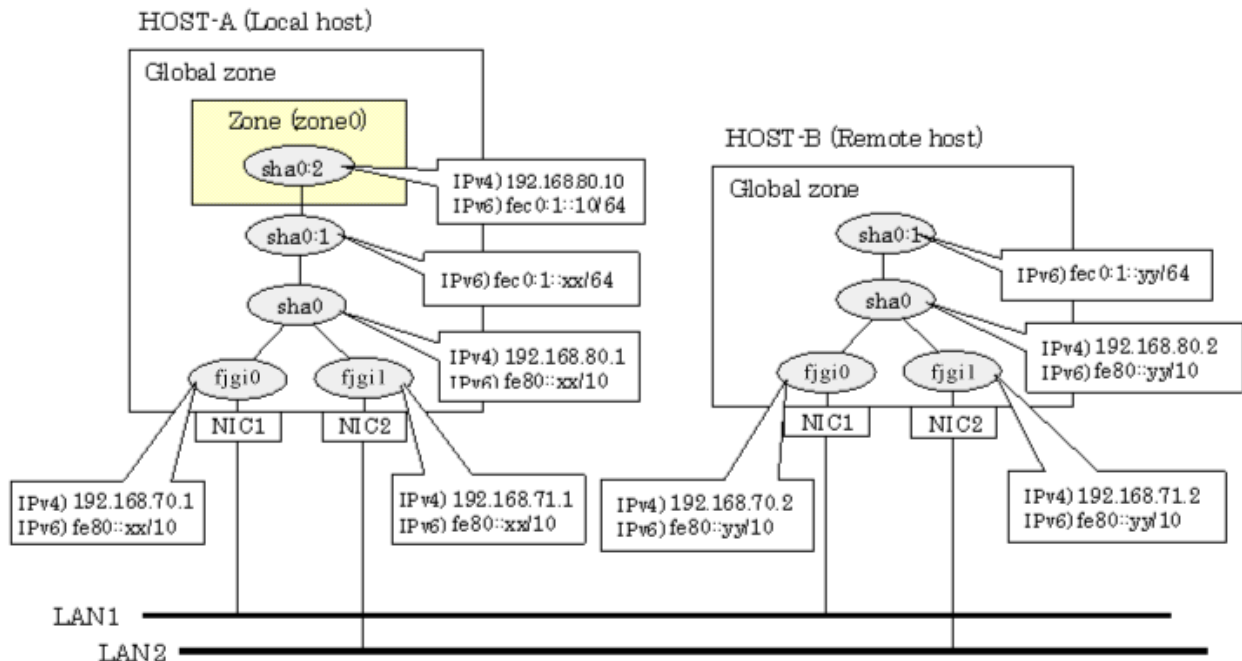 HOST-A (Local host)
Global zone
Zone (zone0)
sha0:2
IPv4) 192.168.80.10
IPv6) fec0:1::10/64
sha0:1
IPv6) fec0:1::xx/64
sha0
IPv4) 192.168.80.1
IPv6) fe80::xx/10
fjgi0
fjgi1
NIC1
NIC2
IPv4) 192.168.70.1
IPv6) fe80::xx/10
IPv4) 192.168.71.1
IPv6) fe80::xx/10
HOST-B (Remote host)
Global zone
sha0:1
IPv6) fec0:1::yy/64
sha0
IPv4) 192.168.80.2
IPv6) fe80::yy/10
fjgi0
fjgi1
NIC1
NIC2
IPv4) 192.168.70.2
IPv6) fe80::yy/10
IPv4) 192.168.71.2
IPv6) fe80::yy/10
LAN1
LAN2